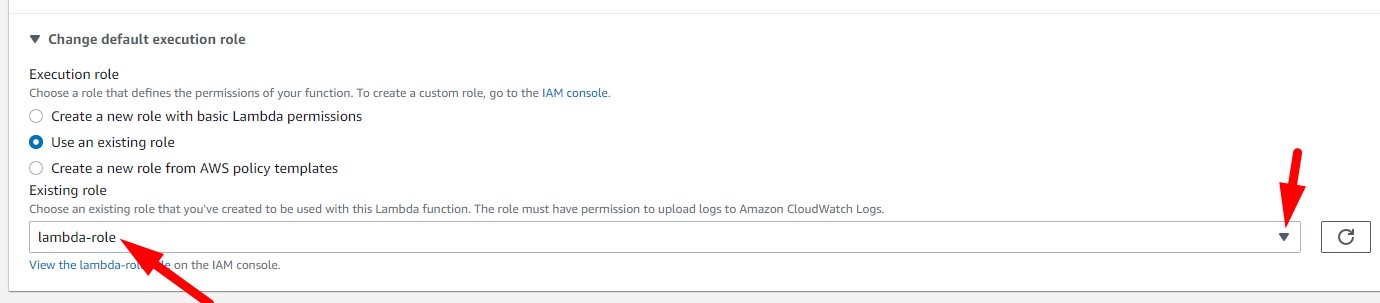 Change default execution role
Execution role
Choose a role that defines the permissions of your function. To create a custom role, go to the IAM console.
Create a new role with basic Lambda permissions
Use an existing role
Create a new role from AWS policy templates
Existing role
Choose an existing role that you've created to be used with this Lambda function. The role must have permission to upload logs to Amazon CloudWatch Logs.
lambda-role
View the lambda-role on the IAM console.